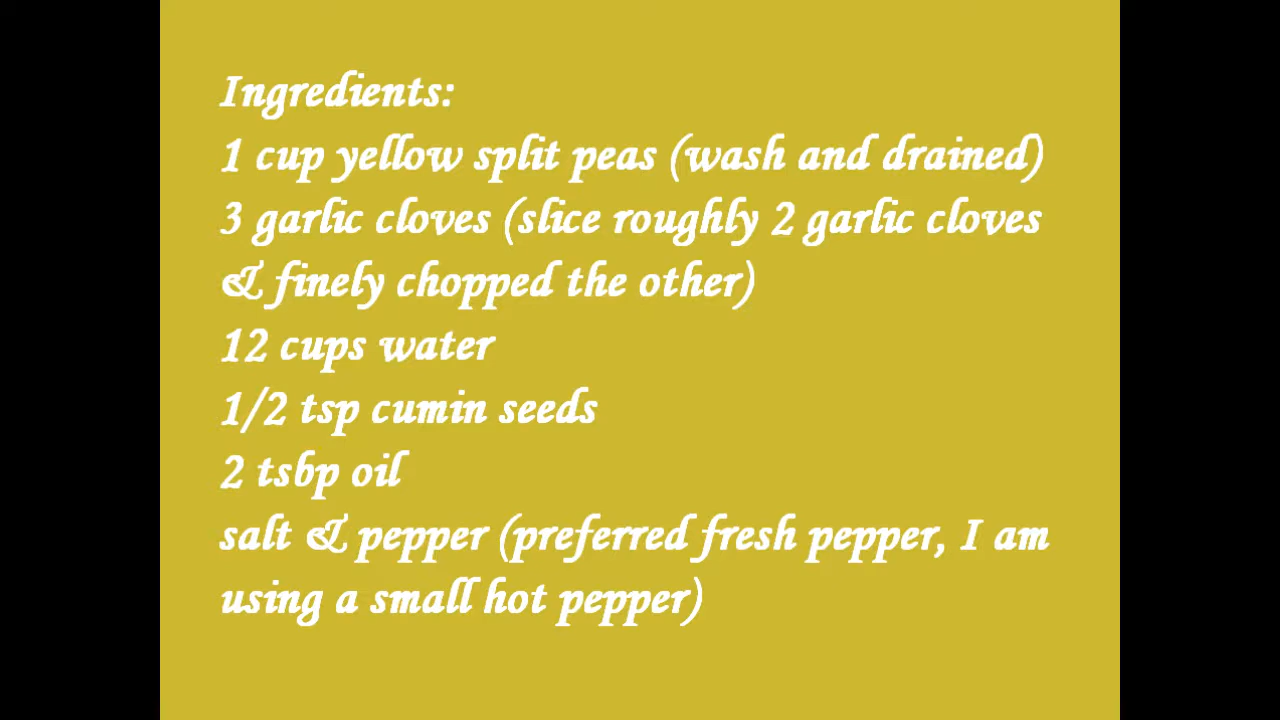 Ingredients:
1 cup yellow split peas (wash and drained)
3 garlic cloves (slice roughly 2 garlic cloves
& finely chopped the other)
12 cups water
1/2 tsp cumin seeds
2 tsbp oil
salt & pepper (preferred fresh pepper, I am
using a small hot pepper)